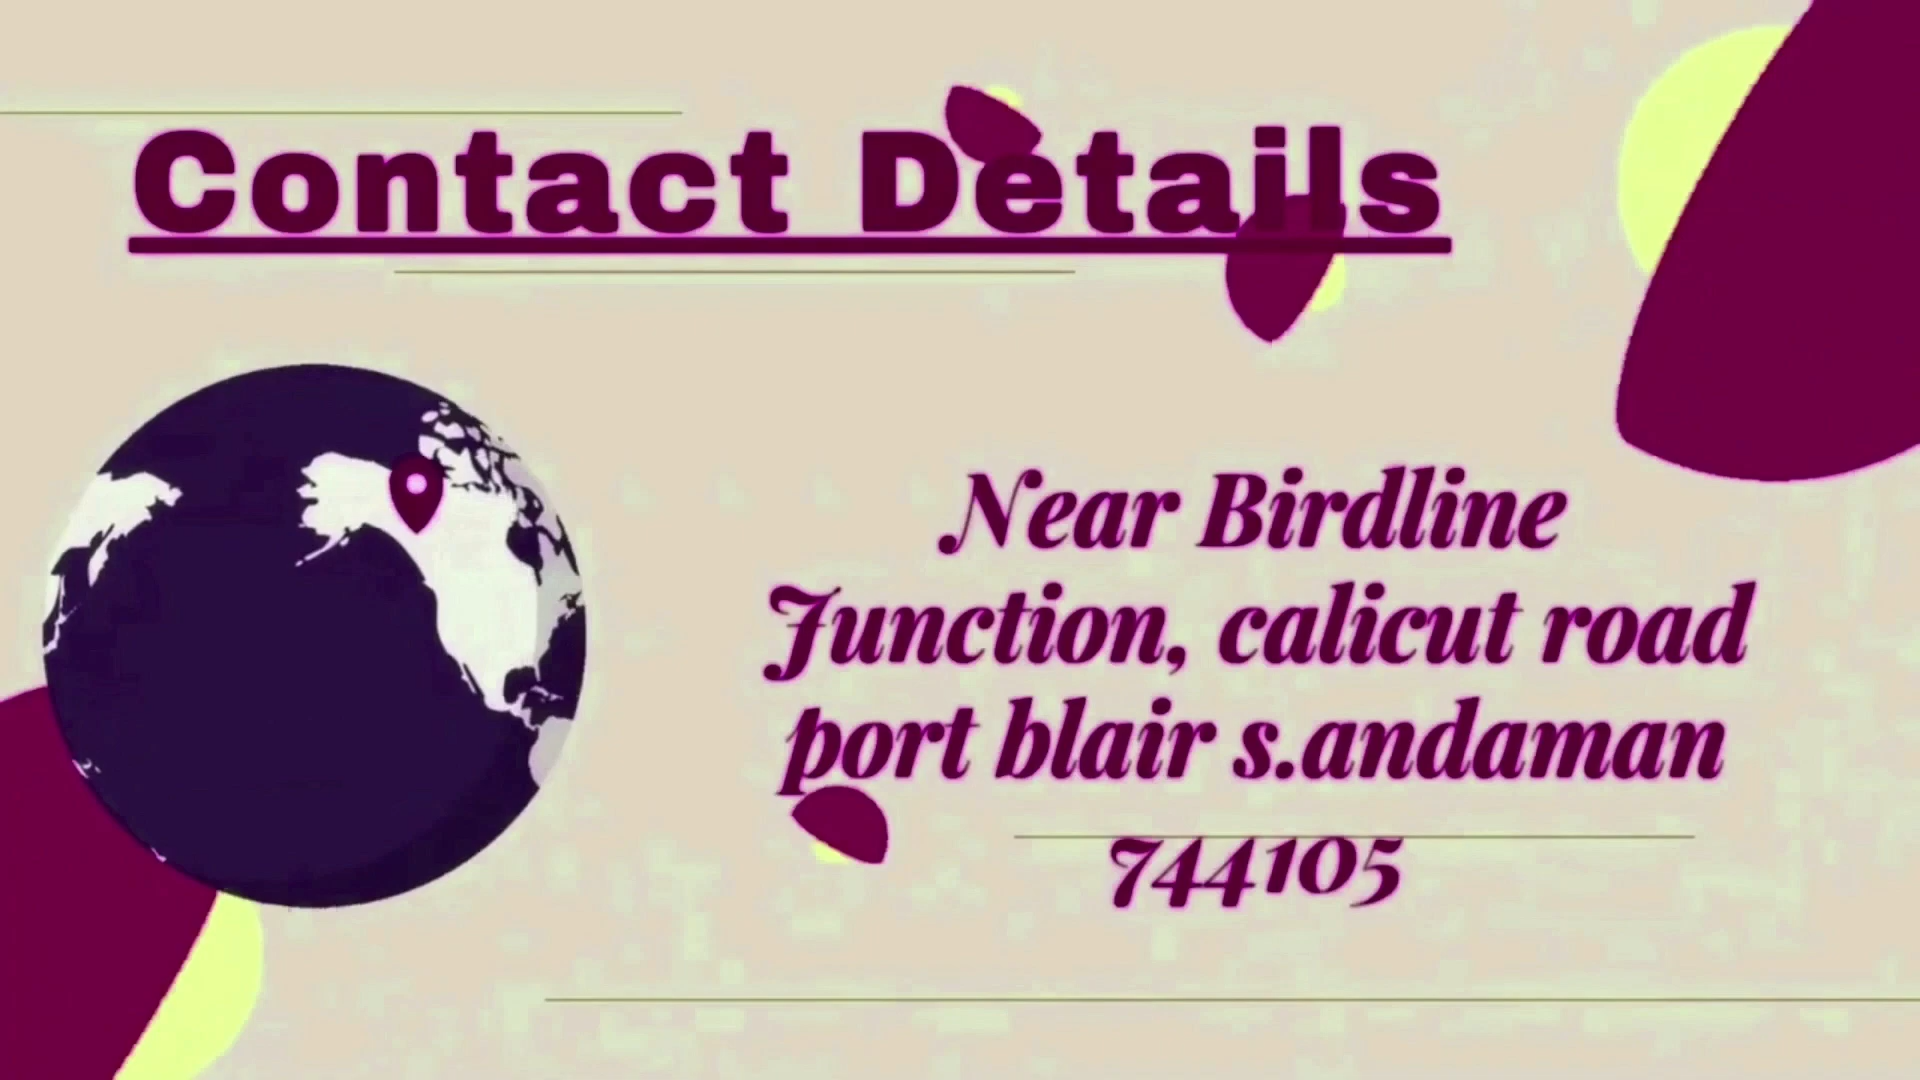 Contact Details
Near Birdline
Junction, calicut road
port blair s.andaman
744105